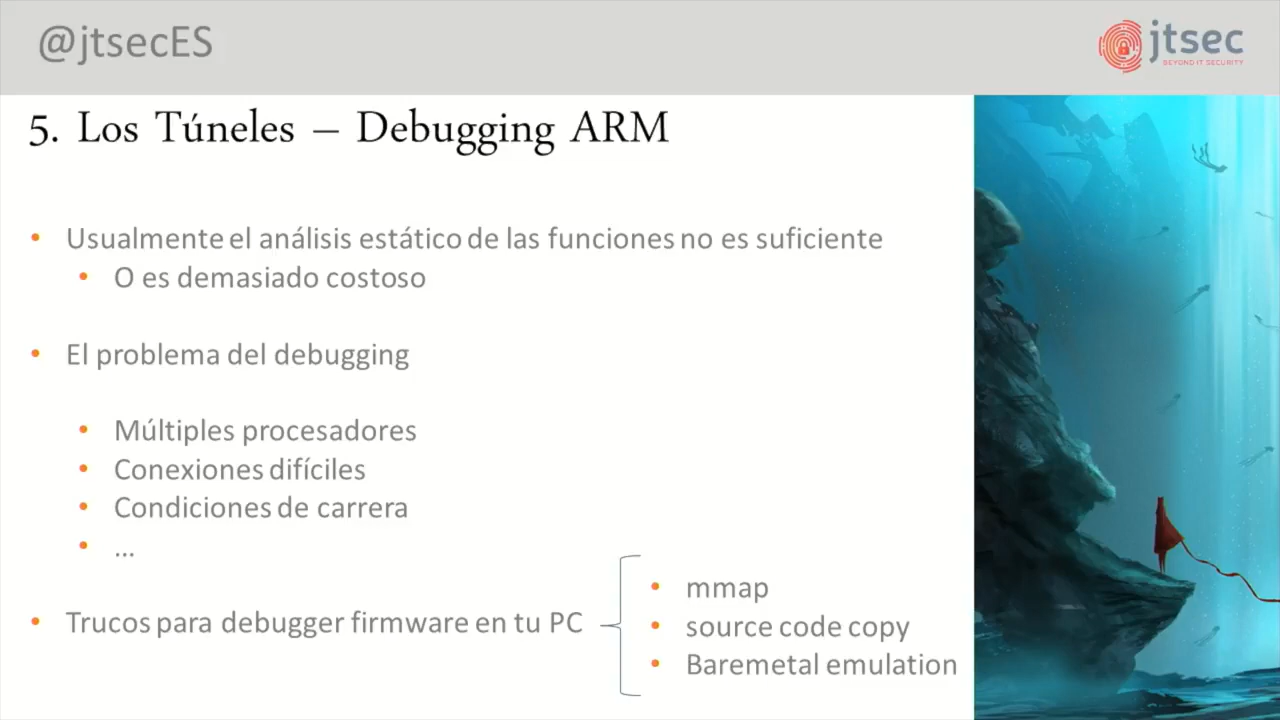 @jtsecES
jtsec
BEYOND IT SECURITY
5. Los Túneles – Debugging ARM
• Usualmente el análisis estático de las funciones no es suficiente
• O es demasiado costoso
• El problema del debugging
• Múltiples procesadores
• Conexiones difíciles
• Condiciones de carrera
• ...
• Trucos para debugger firmware en tu PC
• mmap
• source code copy
• Baremetal emulation